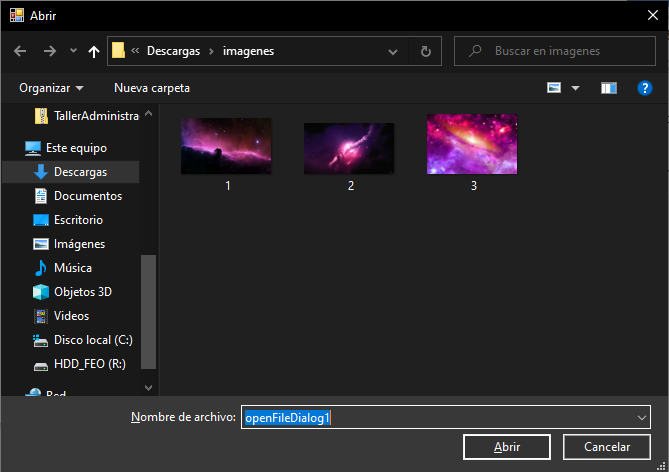 Abrir
« Descargas › imagenes
Buscar en imagenes
Organizar
Nueva carpeta
?
TallerAdministra
Este equipo
Descargas
Documentos
Escritorio
Imágenes
Música
Objetos 3D
Videos
Disco local (C:)
HDD_FEO (R:)
Red
1
2
3
Nombre de archivo:
openFileDialog1
Abrir
Cancelar